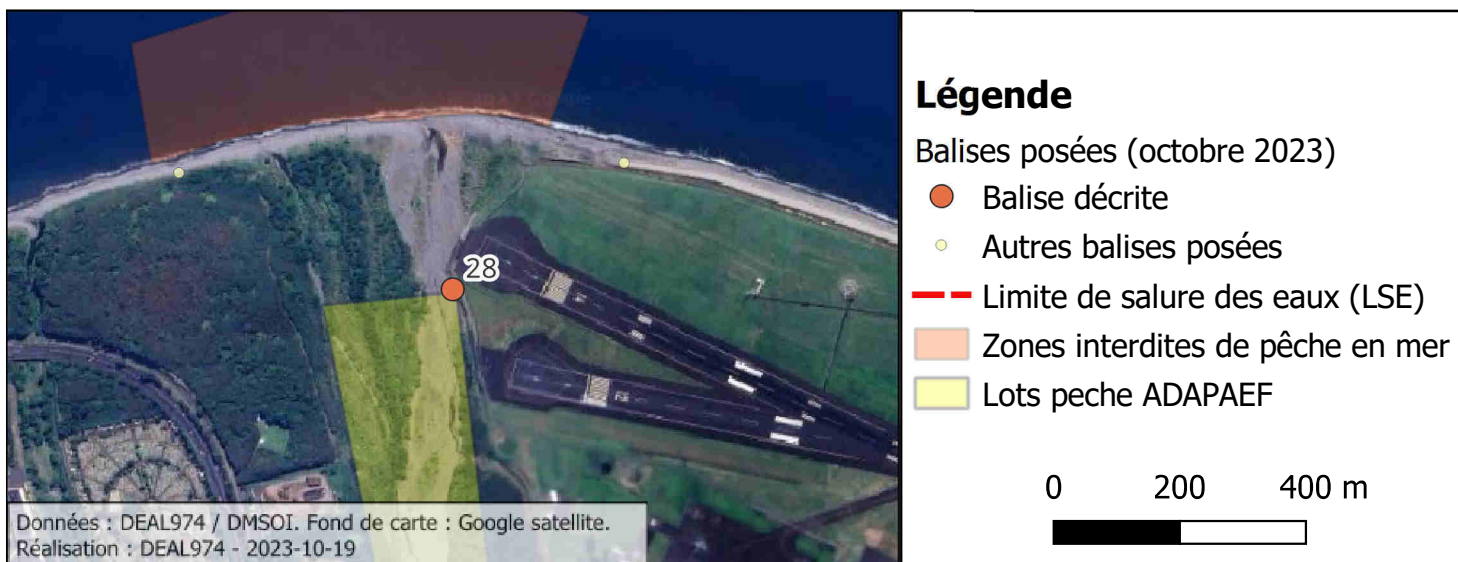 28
Données : DEAL974 / DMSOI. Fond de carte : Google satellite.
Réalisation : DEAL974 - 2023-10-19
Légende
Balises posées (octobre 2023)
Balise décrite
Autres balises posées
Limite de salure des eaux (LSE)
Zones interdites de pêche en mer
Lots peche ADAPAEF
0 200 400 m